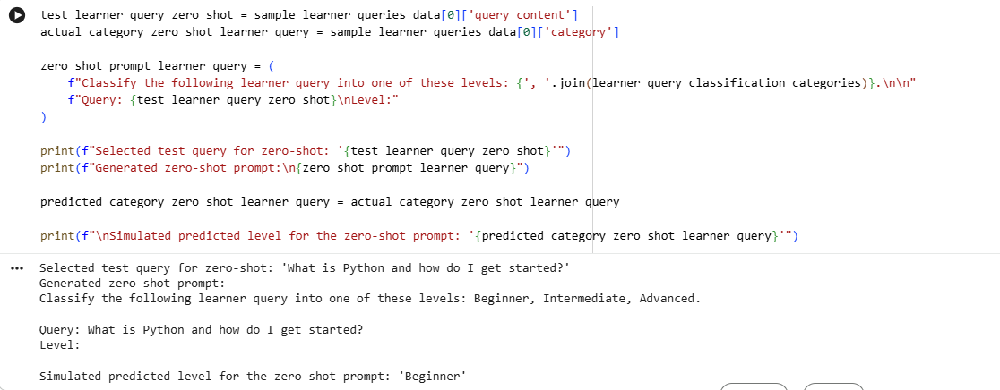 test_learner_query_zero_shot = sample_learner_queries_data[0]['query_content']
actual_category_zero_shot_learner_query = sample_learner_queries_data[0]['category']
zero_shot_prompt_learner_query = (
    f"Classify the following learner query into one of these levels: {', '.join(learner_query_classification_categories)}.\n\n"
    f"Query: {test_learner_query_zero_shot}\nLevel:"
)
print(f"Selected test query for zero-shot: '{test_learner_query_zero_shot}'")
print(f"Generated zero-shot prompt:\n{zero_shot_prompt_learner_query}")
predicted_category_zero_shot_learner_query = actual_category_zero_shot_learner_query
print(f"\nSimulated predicted level for the zero-shot prompt: '{predicted_category_zero_shot_learner_query}'")
Selected test query for zero-shot: 'What is Python and how do I get started?'
Generated zero-shot prompt:
Classify the following learner query into one of these levels: Beginner, Intermediate, Advanced.
Query: What is Python and how do I get started?
Level:
Simulated predicted level for the zero-shot prompt: 'Beginner'